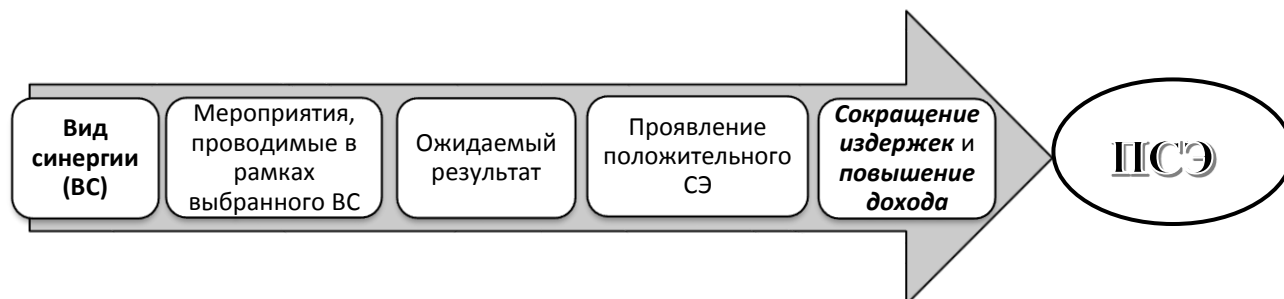 Вид
синергии
(ВС)
Мероприятия,
проводимые в
рамках
выбранного ВС
Ожидаемый
результат
Проявление
положительного
СЭ
Сокращение
издержек и
повышение
дохода
ПСЭ